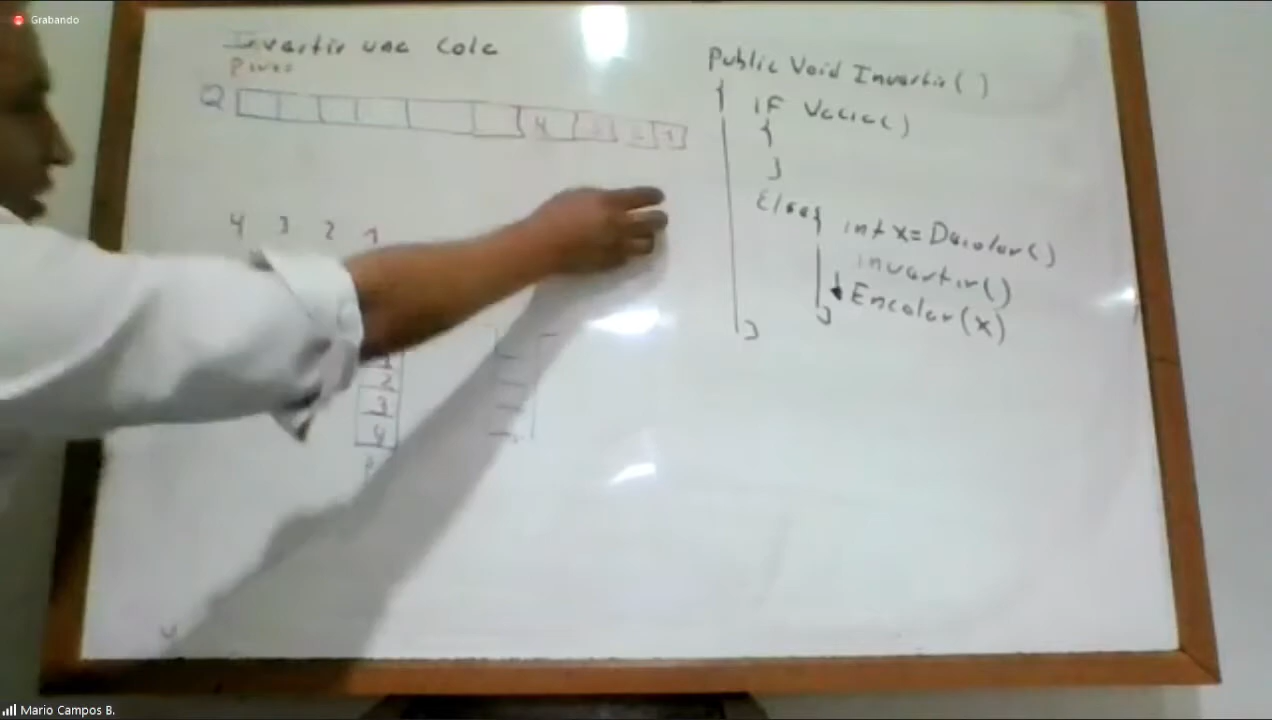 Grabando
Invertir una Cola
Q
4
4 3 2 1
2
3
4
Public Void Invertir()
{ IF Vacia()
{
}
Else{ int x= Decolar()
invertir()
Encolar(x)
}
}
Mario Campos B.